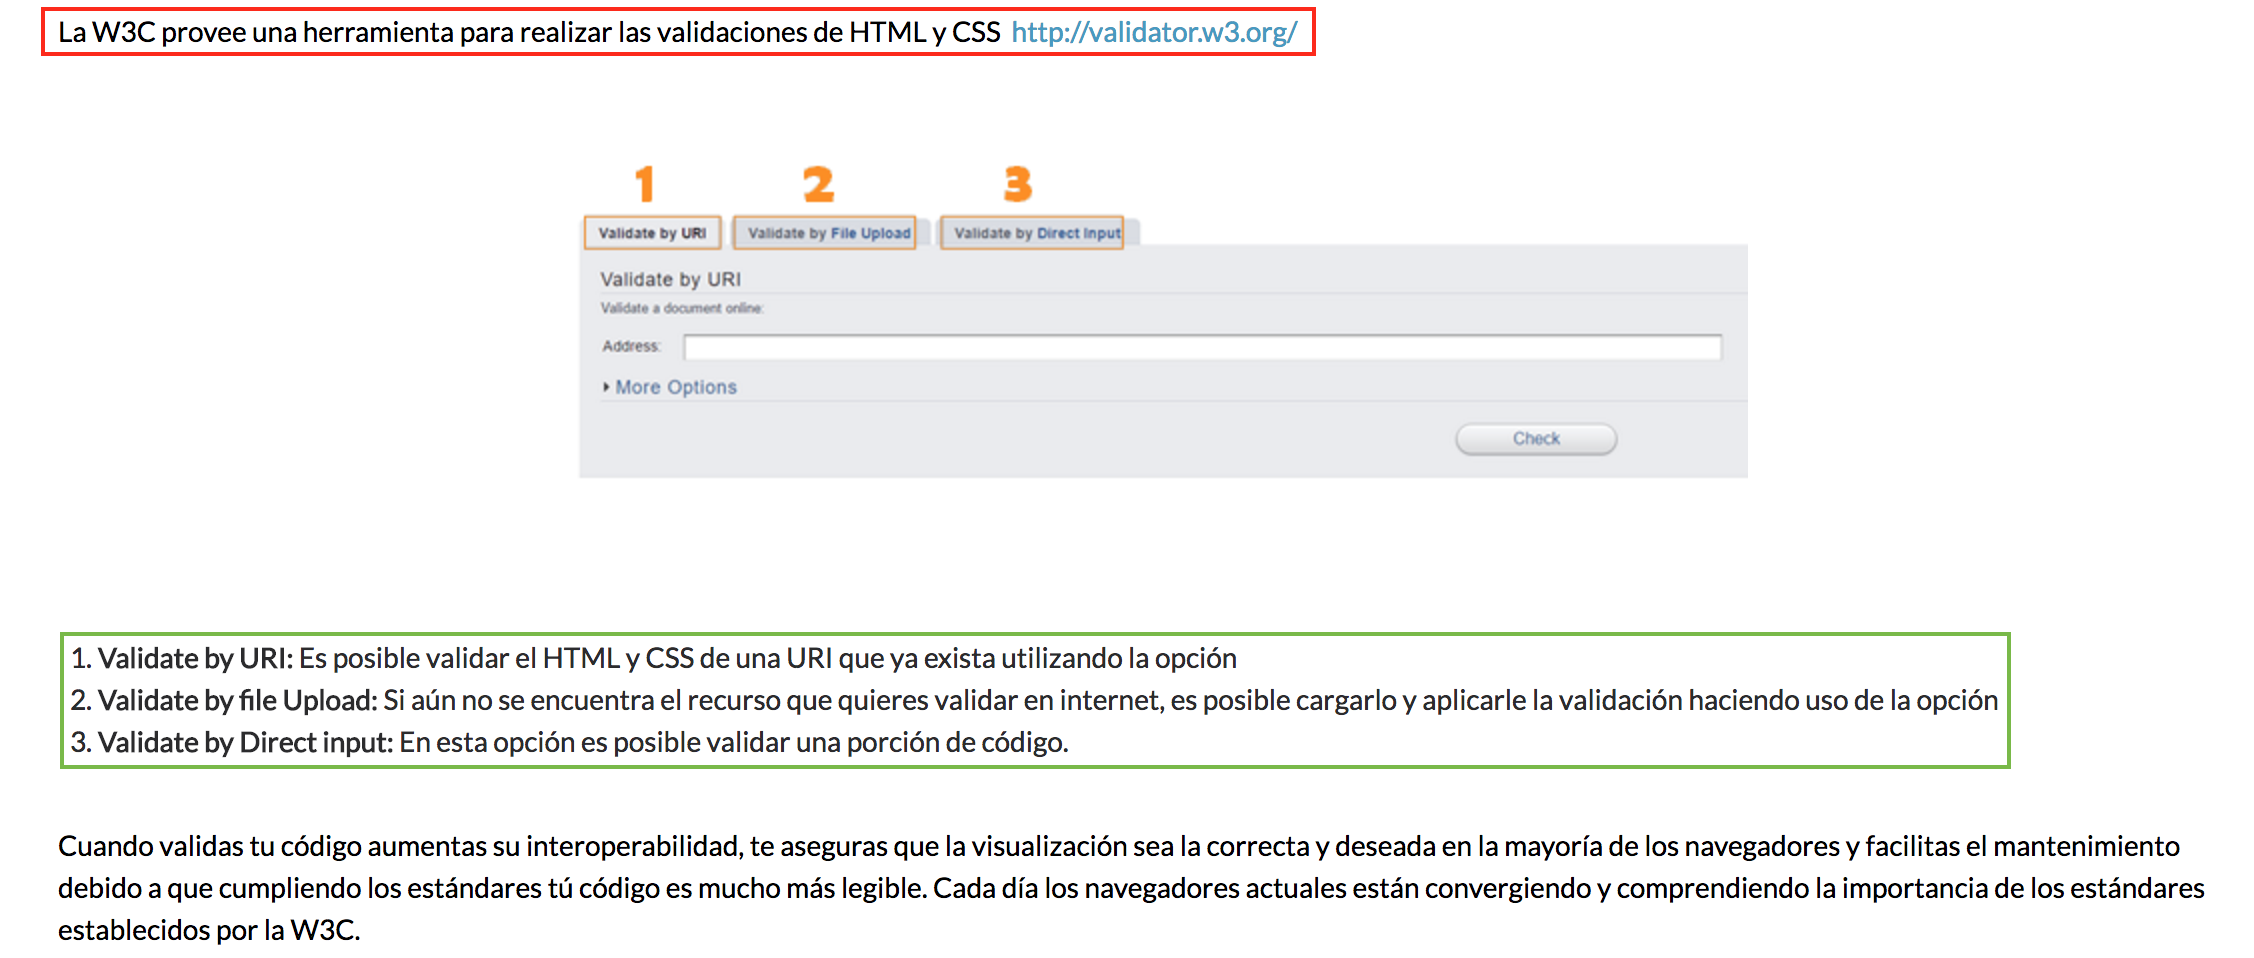 La W3C provee una herramienta para realizar las validaciones de HTML y CSS http://validator.w3.org/
1 2 3
Validate by URI Validate by File Upload Validate by Direct Input
Validate by URI
Validate a document online:
Address:
More Options
Check
1. Validate by URI: Es posible validar el HTML y CSS de una URI que ya exista utilizando la opción
2. Validate by file Upload: Si aún no se encuentra el recurso que quieres validar en internet, es posible cargarlo y aplicarle la validación haciendo uso de la opción
3. Validate by Direct input: En esta opción es posible validar una porción de código.
Cuando validas tu código aumentas su interoperabilidad, te aseguras que la visualización sea la correcta y deseada en la mayoría de los navegadores y facilitas el mantenimiento
debido a que cumpliendo los estándares tú código es mucho más legible. Cada día los navegadores actuales están convergiendo y comprendiendo la importancia de los estándares
establecidos por la W3C.